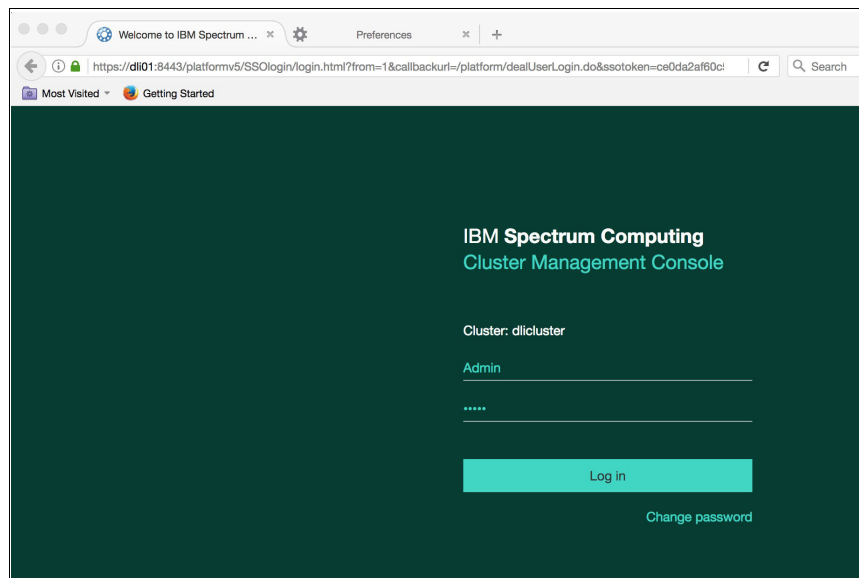 Welcome to IBM Spectrum ... ×
Preferences × +
https://dli01:8443/platformv5/SSOlogin/login.html?from=1&callbackurl=/platform/dealUserLogin.do&ssotoken=ce0da2af60c
Search
Most Visited
Getting Started
IBM Spectrum Computing
Cluster Management Console
Cluster: dlicluster
Admin
•••••
Log in
Change password